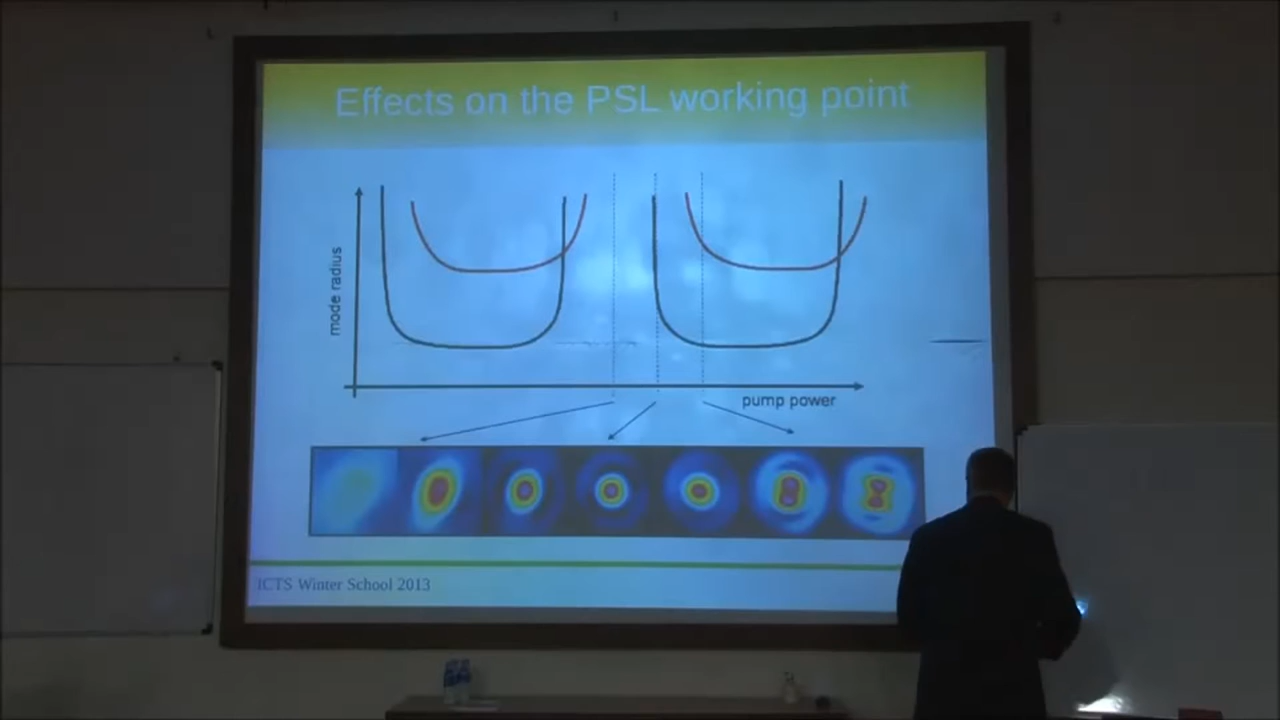 Effects on the PSL working point
mode radius
pump power
ICTS Winter School 2013